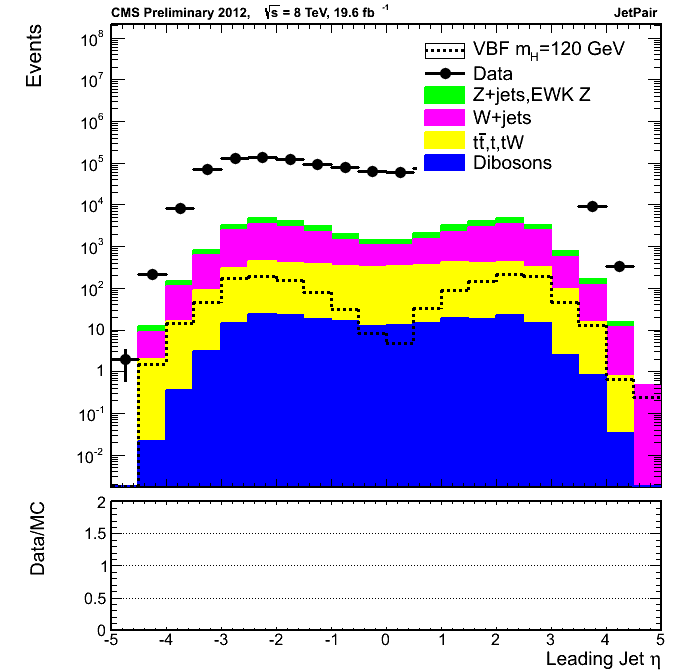 CMS Preliminary 2012, √s = 8 TeV, 19.6 fb⁻¹ JetPair
Events
10⁸
10⁷
10⁶
10⁵
10⁴
10³
10²
10
1
10⁻¹
10⁻²
VBF m_H=120 GeV
Data
Z+jets,EWK Z
W+jets
tt̅,t,tW
Dibosons
Data/MC
2
1.5
1
0.5
0
-5 -4 -3 -2 -1 0 1 2 3 4 5
Leading Jet η